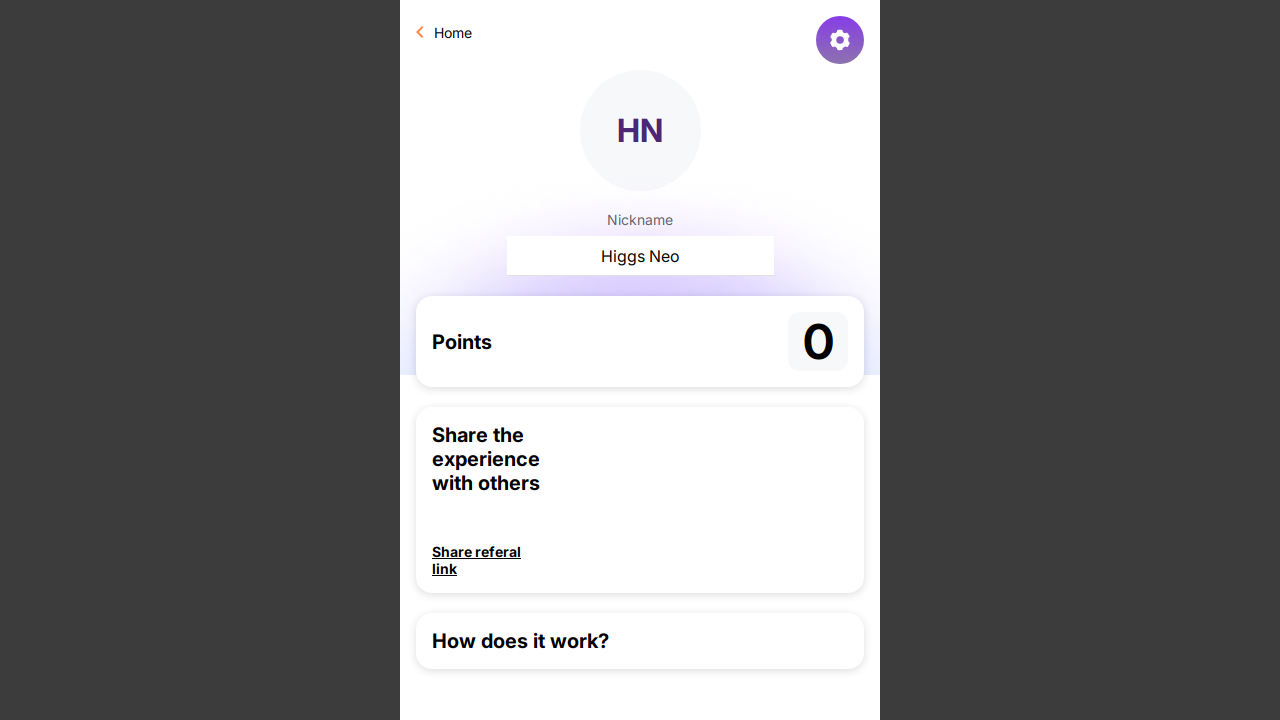 Home
HN
Nickname
Higgs Neo
Points
0
Share the
experience
with others
Share referal
link
How does it work?